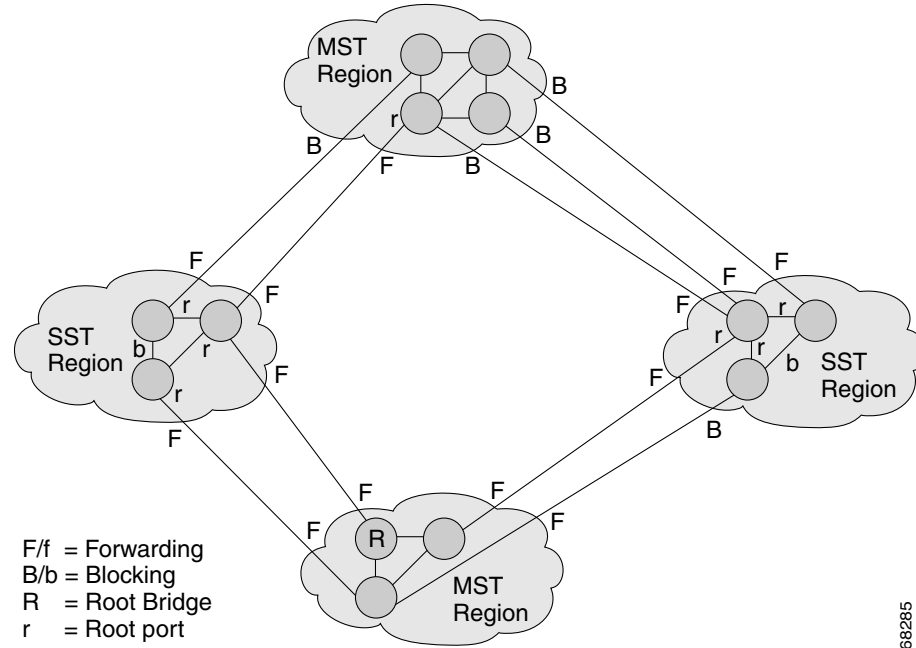 MST
Region
B
B
r
B
F
B
F
F
F
F
F
r
r
r
SST
Region
b
r
r
r
b
SST
Region
F
F
F
B
F
F
F
F
R
MST
Region
F/f = Forwarding
B/b = Blocking
R = Root Bridge
r = Root port
68285